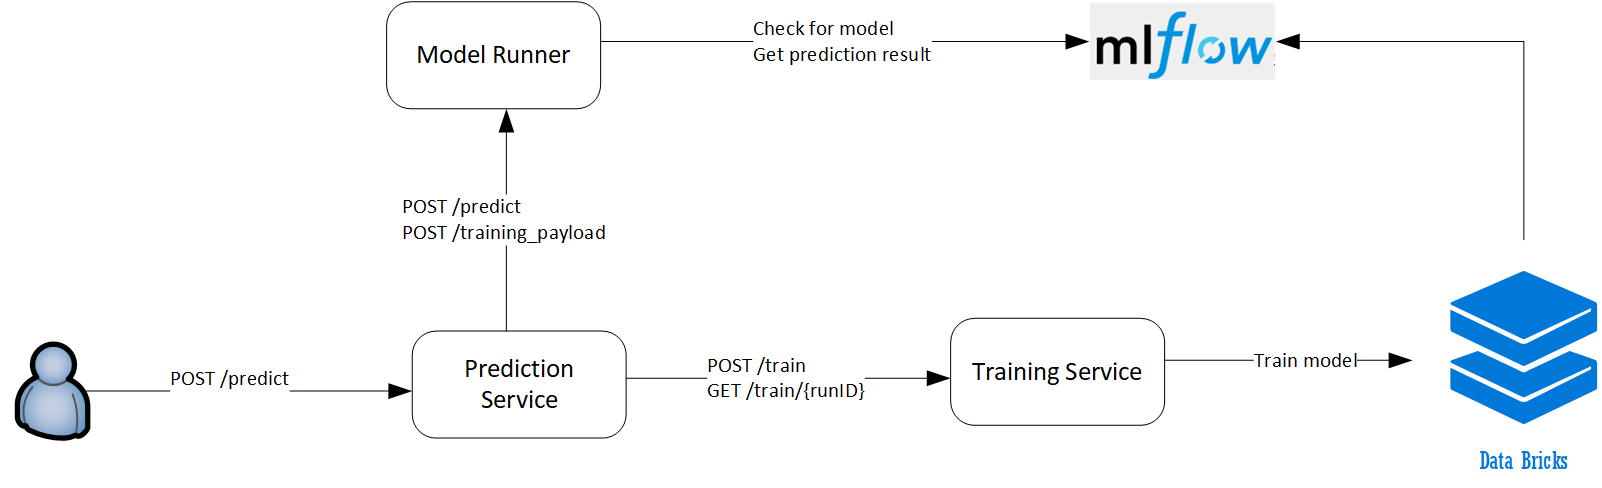 Model Runner
Check for model
Get prediction result
mlflow
POST /predict
POST /training_payload
POST /predict
Prediction
Service
POST /train
GET /train/{runID}
Training Service
Train model
Data Bricks